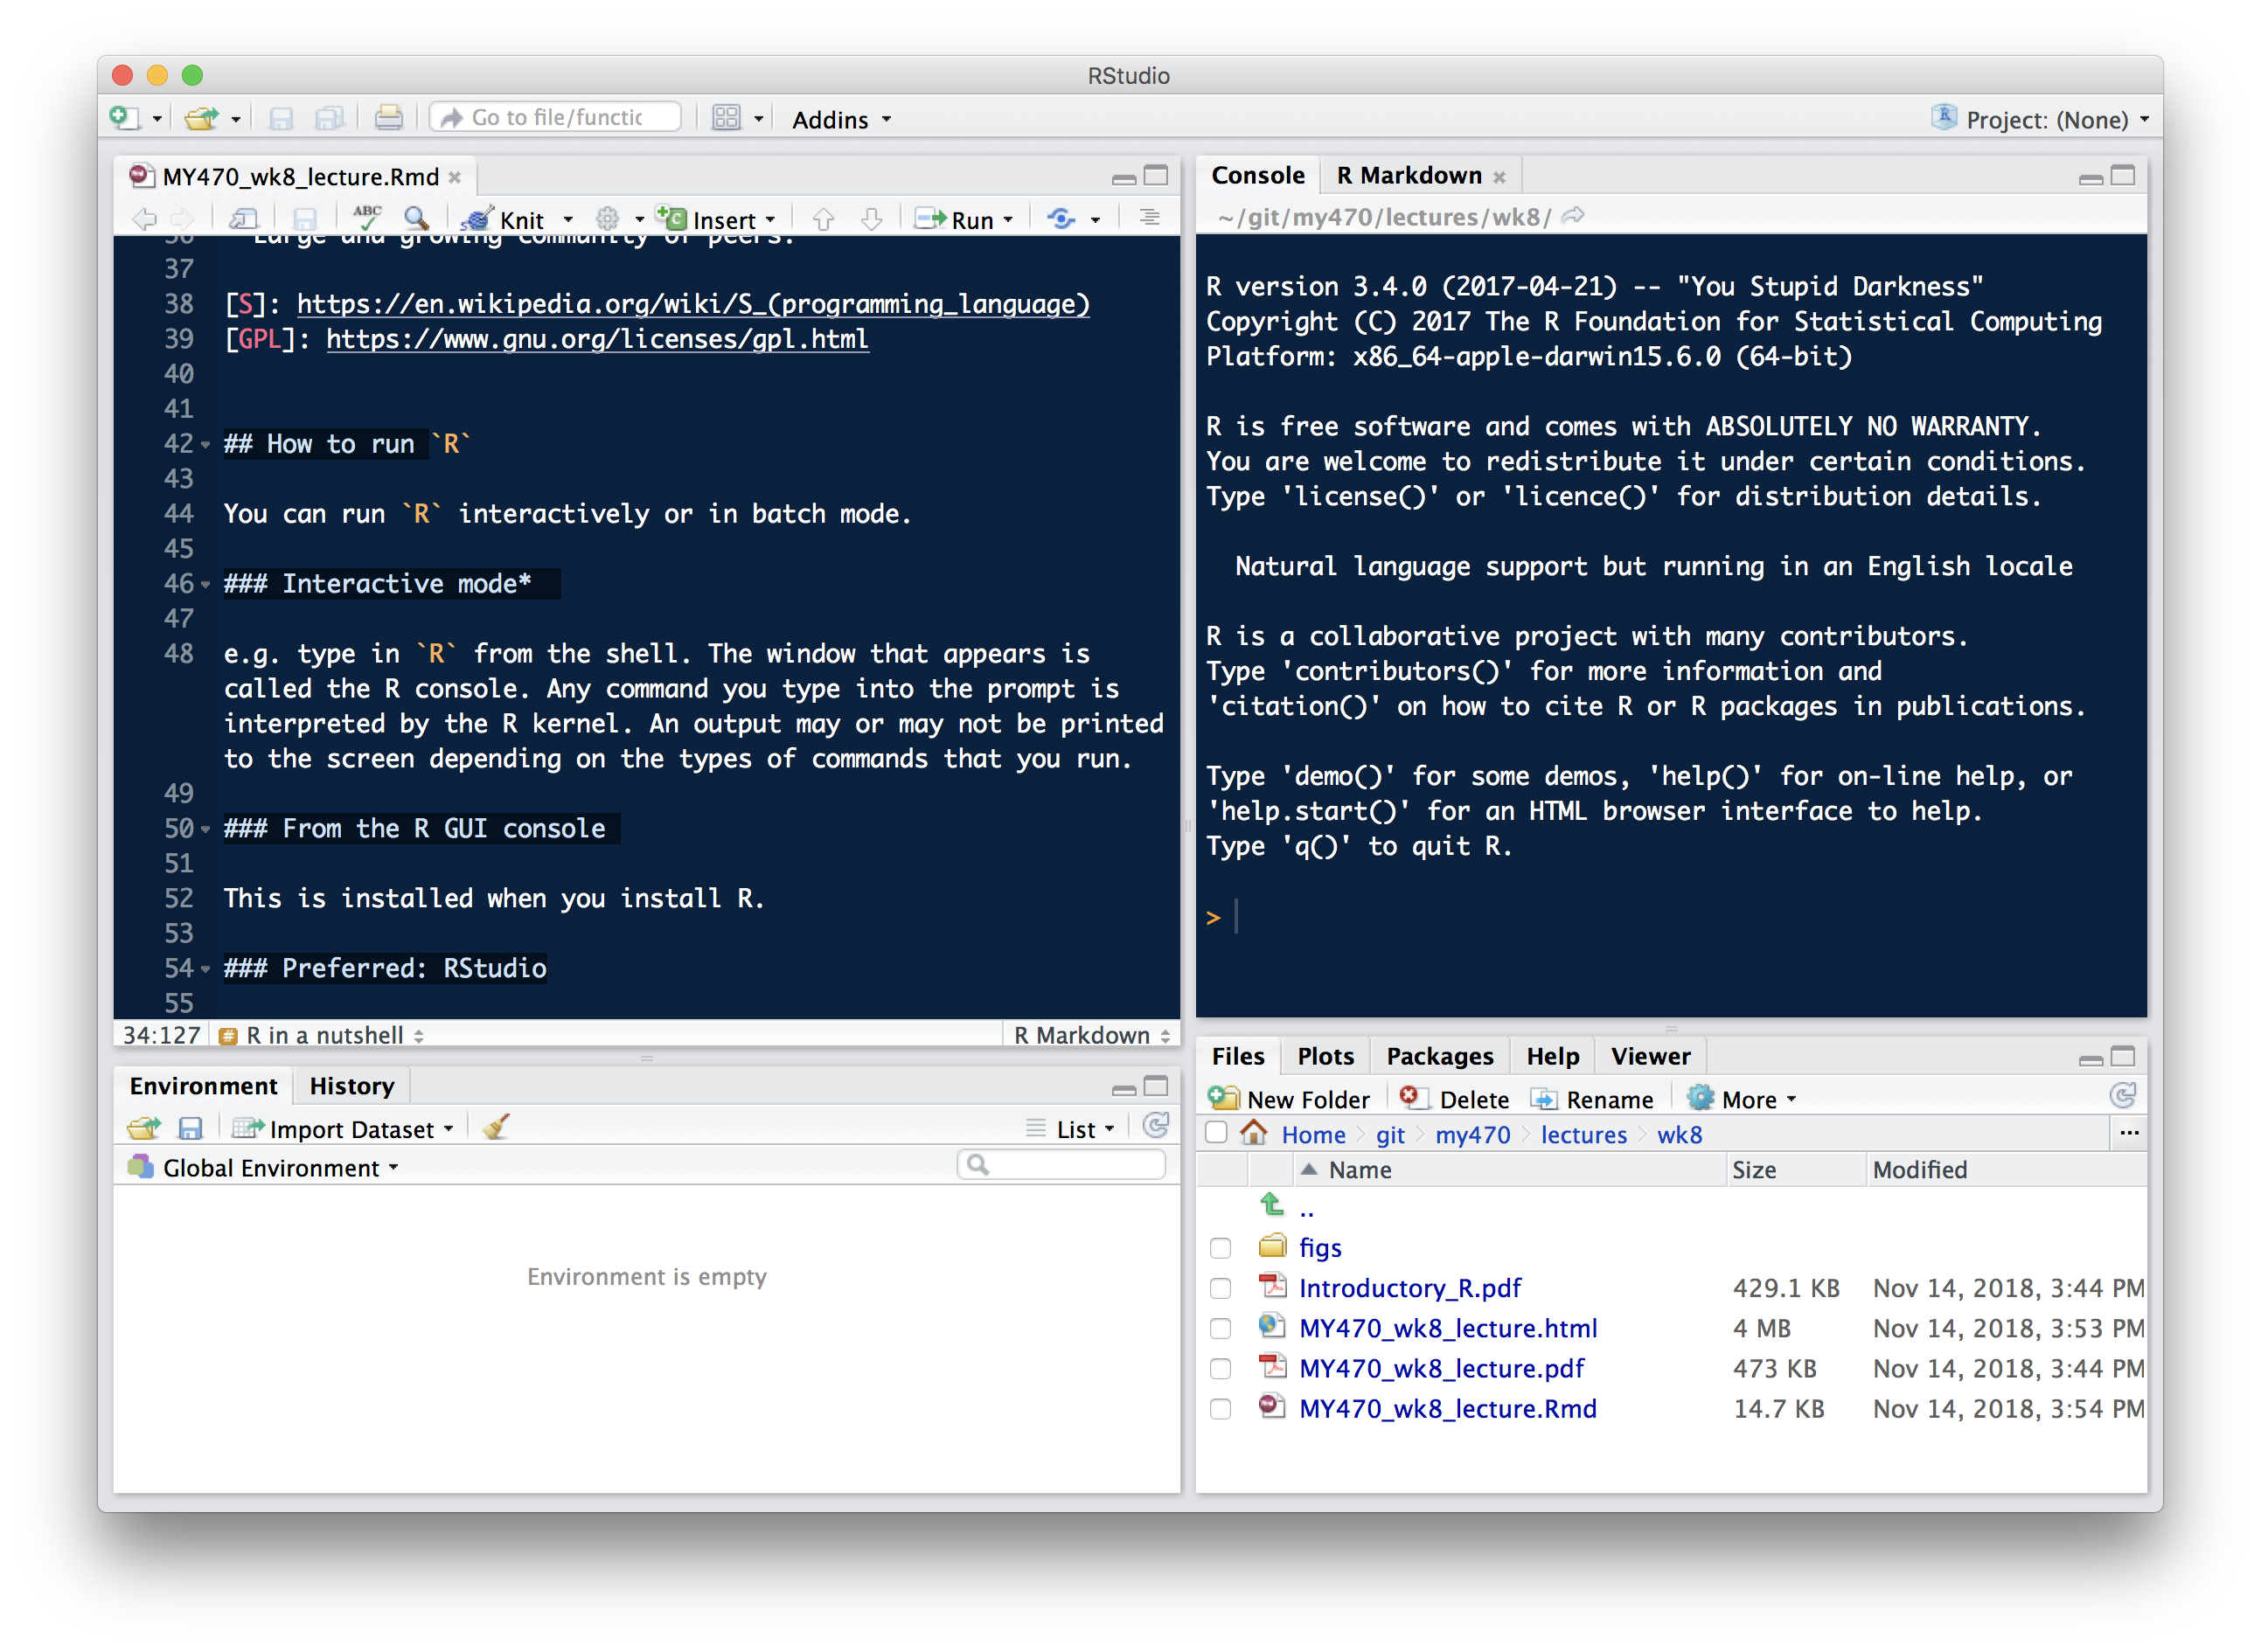 RStudio
Go to file/functic
Addins
Project: (None)
MY470_wk8_lecture.Rmd
ABC
Knit
Insert
Run
36 Large and growing community of peers.
37
38 [S]: https://en.wikipedia.org/wiki/S_(programming_language)
39 [GPL]: https://www.gnu.org/licenses/gpl.html
40
41
42 ## How to run `R`
43
44 You can run `R` interactively or in batch mode.
45
46 ### Interactive mode*
47
48 e.g. type in `R` from the shell. The window that appears is
called the R console. Any command you type into the prompt is
interpreted by the R kernel. An output may or may not be printed
to the screen depending on the types of commands that you run.
49
50 ### From the R GUI console
51
52 This is installed when you install R.
53
54 ### Preferred: RStudio
55
34:127 # R in a nutshell R Markdown
Console R Markdown
~/git/my470/lectures/wk8/
R version 3.4.0 (2017-04-21) -- "You Stupid Darkness"
Copyright (C) 2017 The R Foundation for Statistical Computing
Platform: x86_64-apple-darwin15.6.0 (64-bit)
R is free software and comes with ABSOLUTELY NO WARRANTY.
You are welcome to redistribute it under certain conditions.
Type 'license()' or 'licence()' for distribution details.
Natural language support but running in an English locale
R is a collaborative project with many contributors.
Type 'contributors()' for more information and
'citation()' on how to cite R or R packages in publications.
Type 'demo()' for some demos, 'help()' for on-line help, or
'help.start()' for an HTML browser interface to help.
Type 'q()' to quit R.
>
Environment History
Import Dataset List
Global Environment
Environment is empty
Files Plots Packages Help Viewer
New Folder Delete Rename More
Home git my470 lectures wk8 ...
Name Size Modified
..
figs
Introductory_R.pdf 429.1 KB Nov 14, 2018, 3:44 PM
MY470_wk8_lecture.html 4 MB Nov 14, 2018, 3:53 PM
MY470_wk8_lecture.pdf 473 KB Nov 14, 2018, 3:44 PM
MY470_wk8_lecture.Rmd 14.7 KB Nov 14, 2018, 3:54 PM